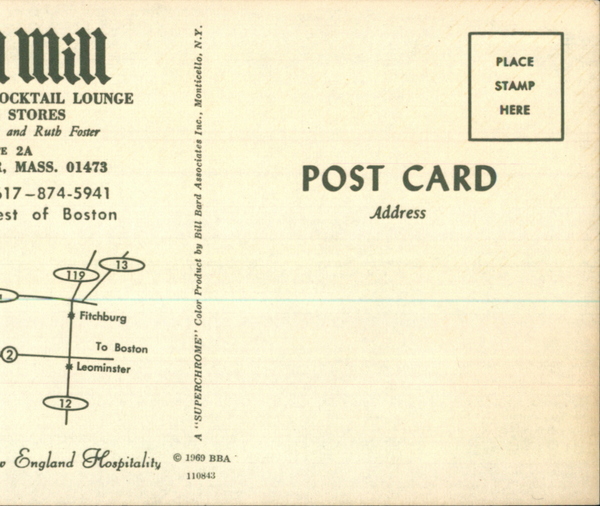 Mill
OCKTAIL LOUNGE
STORES
and Ruth Foster
E 2A
, MASS. 01473
617-874-5941
est of Boston
119
13
Fitchburg
To Boston
2
Leominster
12
New England Hospitality
A "SUPERCHROME" Color Product by Bill Bard Associates Inc., Monticello, N.Y.
© 1969 BBA
110843
PLACE
STAMP
HERE
POST CARD
Address